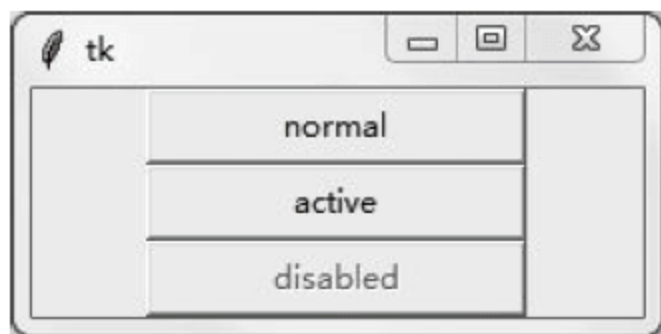 tk
normal
active
disabled